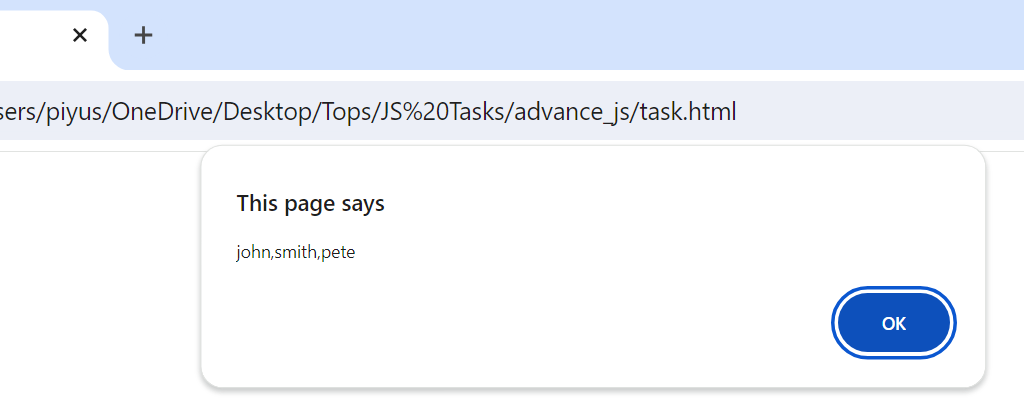 sers/piyus/OneDrive/Desktop/Tops/JS%20Tasks/advance_js/task.html
This page says
john,smith,pete
OK